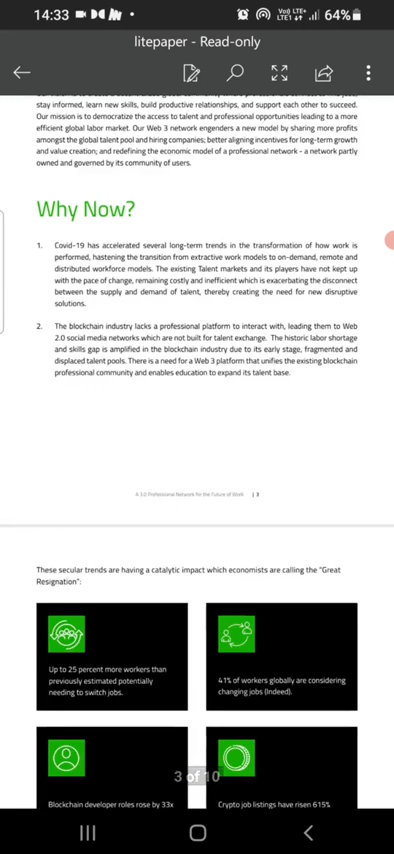 14:33
Vo)) LTE+
LTE1
64%
litepaper - Read-only
stay informed, learn new skills, build productive relationships, and support each other to succeed.
Our mission is to democratize the access to talent and professional opportunities leading to a more
efficient global labor market. Our Web 3 network engenders a new model by sharing more profits
amongst the global talent pool and hiring companies; better aligning incentives for long-term growth
and value creation; and redefining the economic model of a professional network - a network partly
owned and governed by its community of users.
Why Now?
1. Covid-19 has accelerated several long-term trends in the transformation of how work is
performed, hastening the transition from extractive work models to on-demand, remote and
distributed workforce models. The existing Talent markets and its players have not kept up
with the pace of change, remaining costly and inefficient which is exacerbating the disconnect
between the supply and demand of talent, thereby creating the need for new disruptive
solutions.
2. The blockchain industry lacks a professional platform to interact with, leading them to Web
2.0 social media networks which are not built for talent exchange. The historic labor shortage
and skills gap is amplified in the blockchain industry due to its early stage, fragmented and
displaced talent pools. There is a need for a Web 3 platform that unifies the existing blockchain
professional community and enables education to expand its talent base.
A 3.0 Professional Network for the Future of Work | 3
These secular trends are having a catalytic impact which economists are calling the "Great
Resignation":
Up to 25 percent more workers than
previously estimated potentially
needing to switch jobs.
41% of workers globally are considering
changing jobs (Indeed).
3 of 10
Blockchain developer roles rose by 33x
Crypto job listings have risen 615%